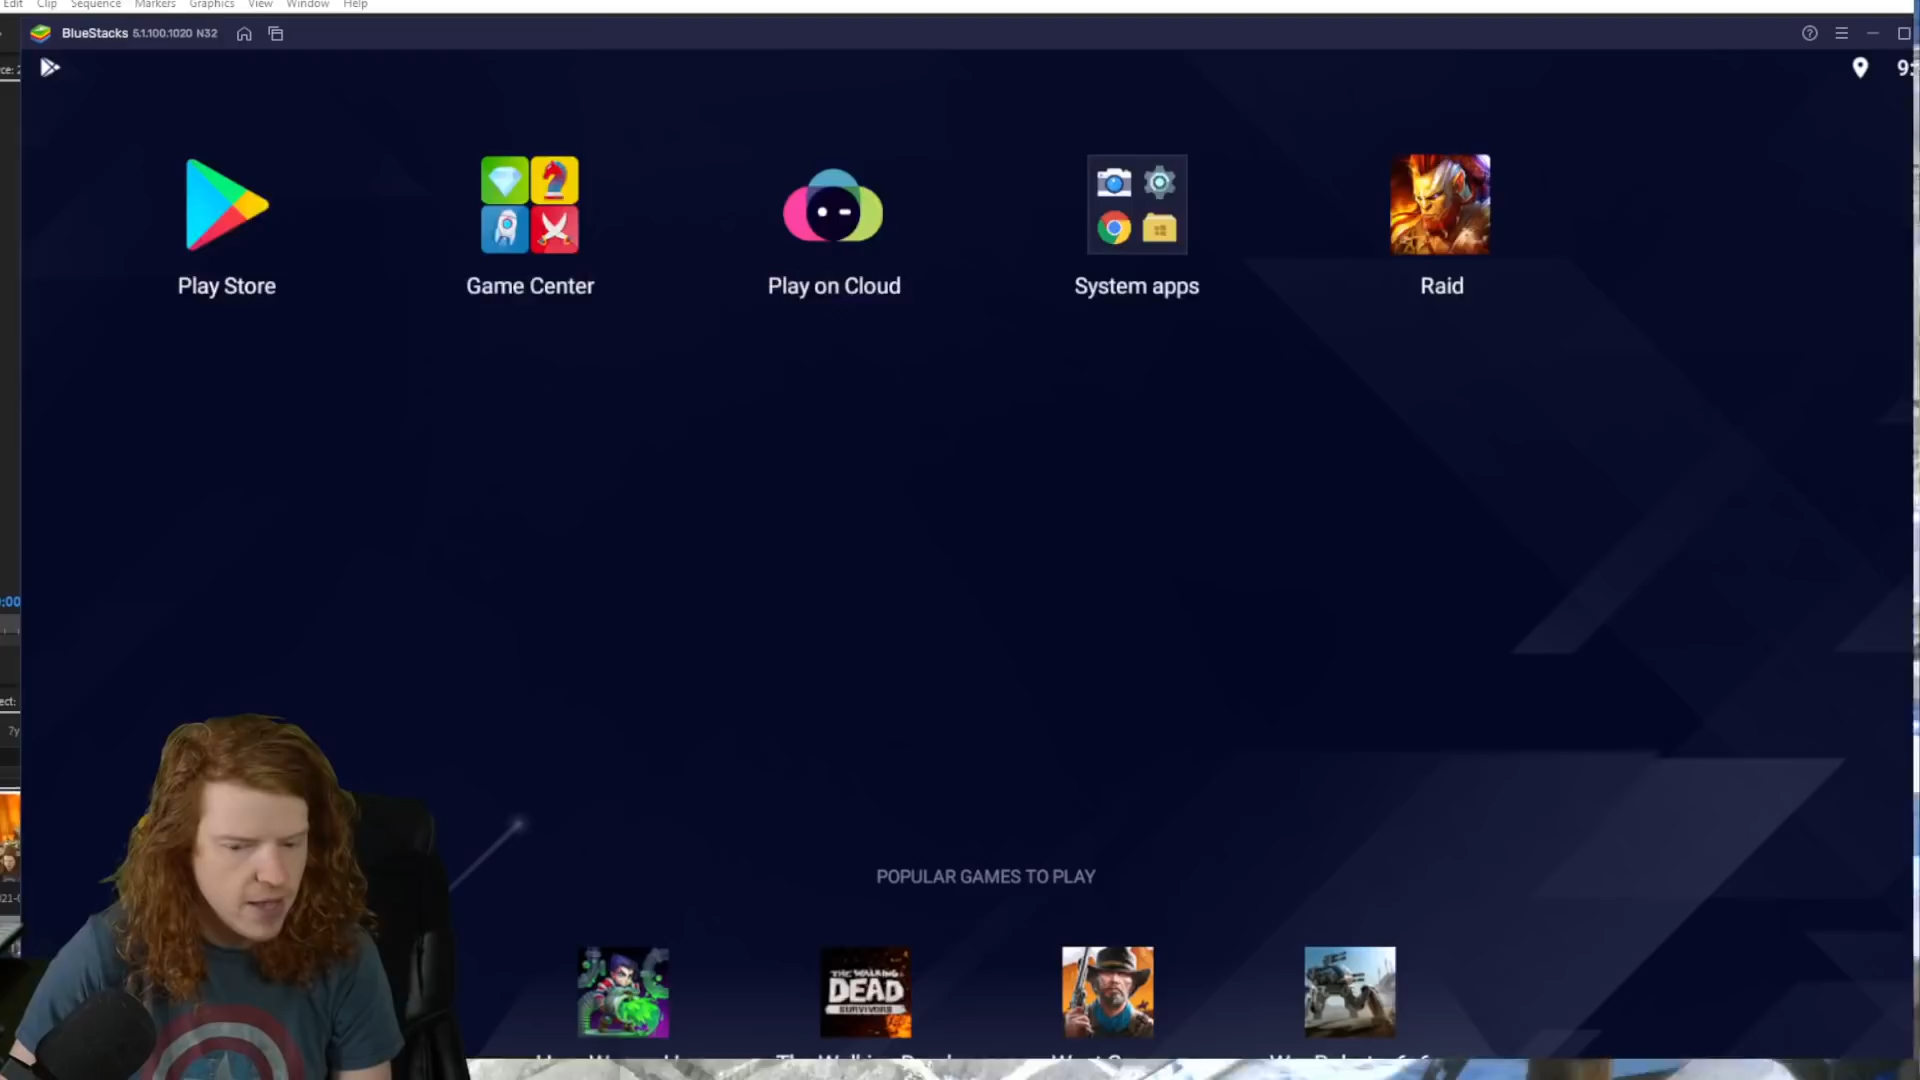 Edit Clip Sequence Markers Graphics View Window Help
BlueStacks 5.1.100.1020 N32
Play Store
Game Center
Play on Cloud
System apps
Raid
POPULAR GAMES TO PLAY
THE WALKING
DEAD
SURVIVORS